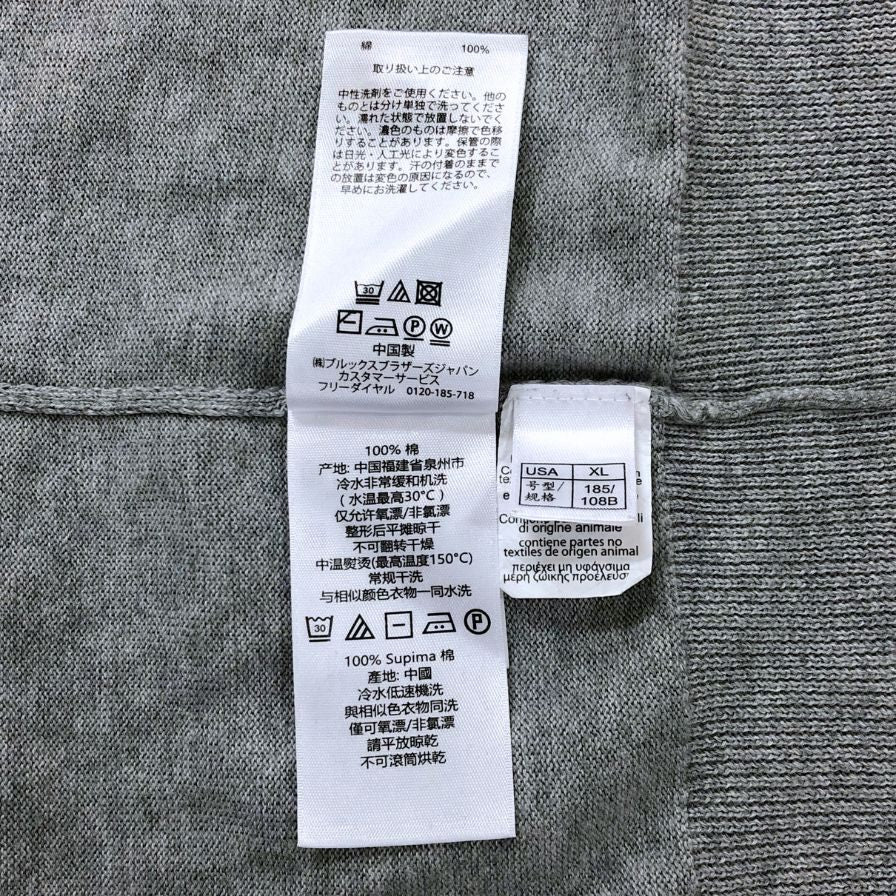 綿 100%
取り扱い上のご注意
中性洗剤をご使用ください。他の
ものとは分け単独で洗ってくださ
い。濡れた状態で放置しないでく
ださい。濃色のものは摩擦で色移
りすることがあります。保管の際
は日光・人工光により変色するこ
とがあります。汗の付着のままで
の放置は変色の原因になるので、
早めにお洗濯してください。
30
P W
中国製
㈱ブルックスブラザーズジャパン
カスタマーサービス
フリーダイヤル 0120-185-718
100% 棉
产地: 中国福建省泉州市
冷水非常缓和机洗
(水温最高30°C)
仅允许氧漂/非氯漂
整形后平摊晾干
不可翻转干燥
中温熨烫(最高温度150°C)
常规干洗
与相似颜色衣物一同水洗
30 P
100% Supima 棉
產地: 中國
冷水低速機洗
與相似色衣物同洗
僅可氧漂/非氯漂
請平放晾乾
不可滾筒烘乾
USA XL
号型/ 185/
规格 108B
di origine animale
contiene partes no
textiles de origen animal
περιέχει μη υφάνσιμα
μέρη ζωικής προέλευσ